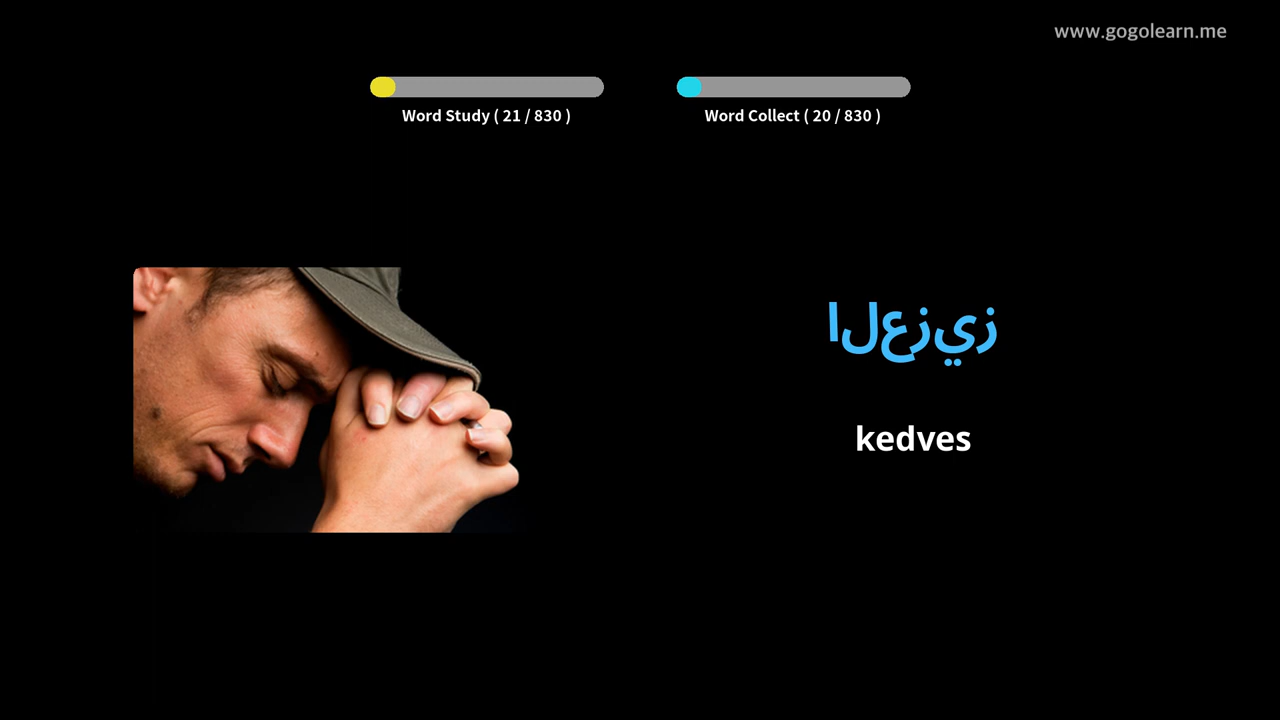 www.gogolearn.me
Word Study ( 21 / 830 )
Word Collect ( 20 / 830 )
العزيز
kedves